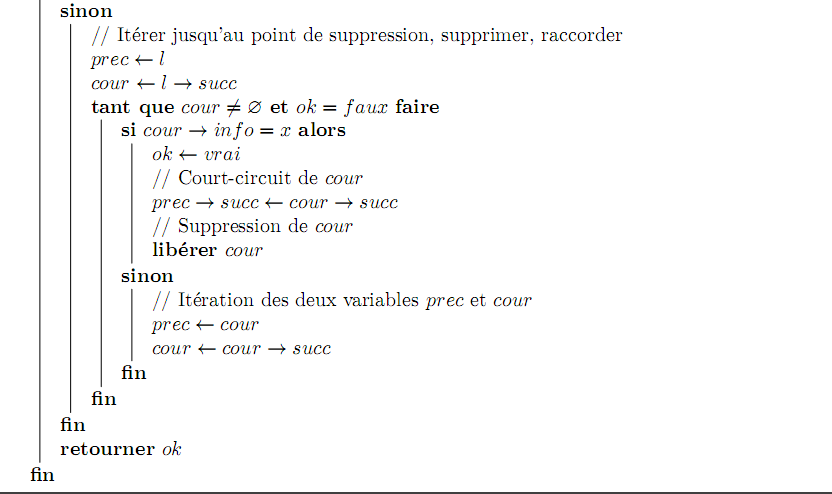 sinon
// Itérer jusqu'au point de suppression, supprimer, raccorder
prec ← l
cour ← l → succ
tant que cour ≠ ∅ et ok = faux faire
si cour → info = x alors
ok ← vrai
// Court-circuit de cour
prec → succ ← cour → succ
// Suppression de cour
libérer cour
sinon
// Itération des deux variables prec et cour
prec ← cour
cour ← cour → succ
fin
fin
fin
retourner ok
fin